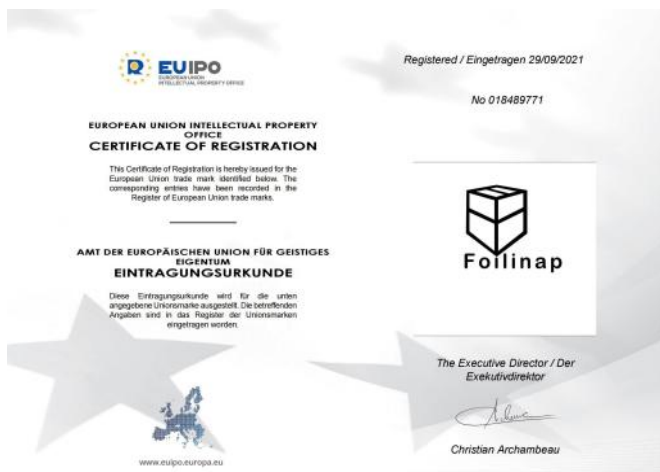 EUIPO
EUROPEAN UNION
INTELLECTUAL PROPERTY OFFICE
EUROPEAN UNION INTELLECTUAL PROPERTY
OFFICE
CERTIFICATE OF REGISTRATION
This Certificate of Registration is hereby issued for the
European Union trade mark identified below. The
corresponding entries have been recorded in the
Register of European Union trade marks.
AMT DER EUROPÄISCHEN UNION FÜR GEISTIGES
EIGENTUM
EINTRAGUNGSURKUNDE
Diese Eintragungsurkunde wird für die unten
angegebene Unionsmarke ausgestellt. Die betreffenden
Angaben sind in das Register der Unionsmarken
eingetragen worden.
www.euipo.europa.eu
Registered / Eingetragen 29/09/2021
No 018489771
Foilinap
The Executive Director / Der
Exekutivdirektor
Christian Archambeau